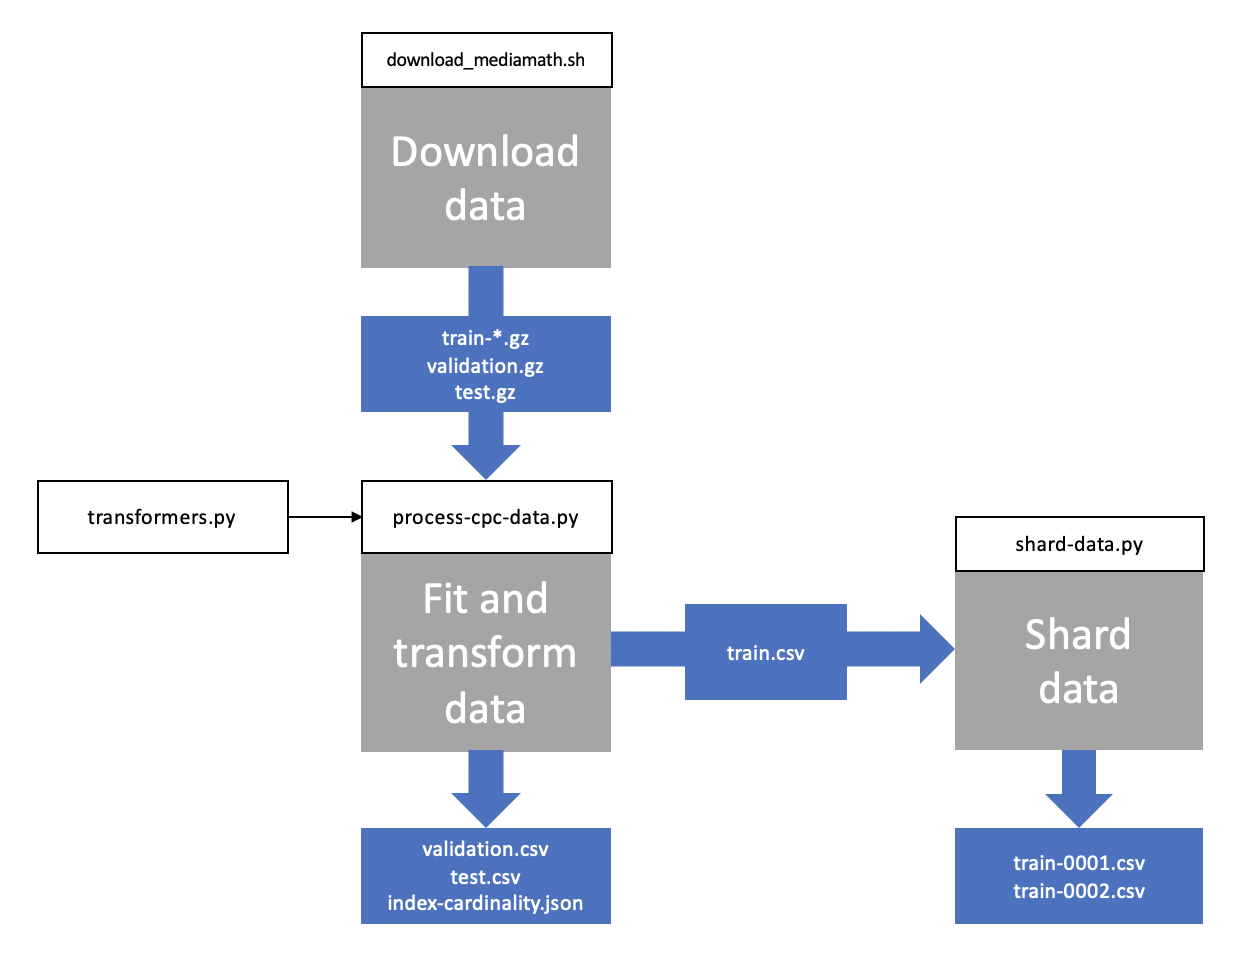 download_mediamath.sh
Download
data
train-*.gz
validation.gz
test.gz
transformers.py
process-cpc-data.py
Fit and
transform
data
train.csv
shard-data.py
Shard
data
validation.csv
test.csv
index-cardinality.json
train-0001.csv
train-0002.csv